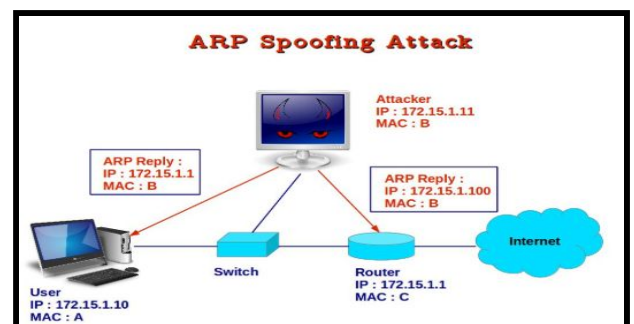 ARP Spoofing Attack
Attacker
IP : 172.15.1.11
MAC : B
ARP Reply :
IP : 172.15.1.1
MAC : B
ARP Reply :
IP : 172.15.1.100
MAC : B
Internet
Switch
Router
IP : 172.15.1.1
MAC : C
User
IP : 172.15.1.10
MAC : A